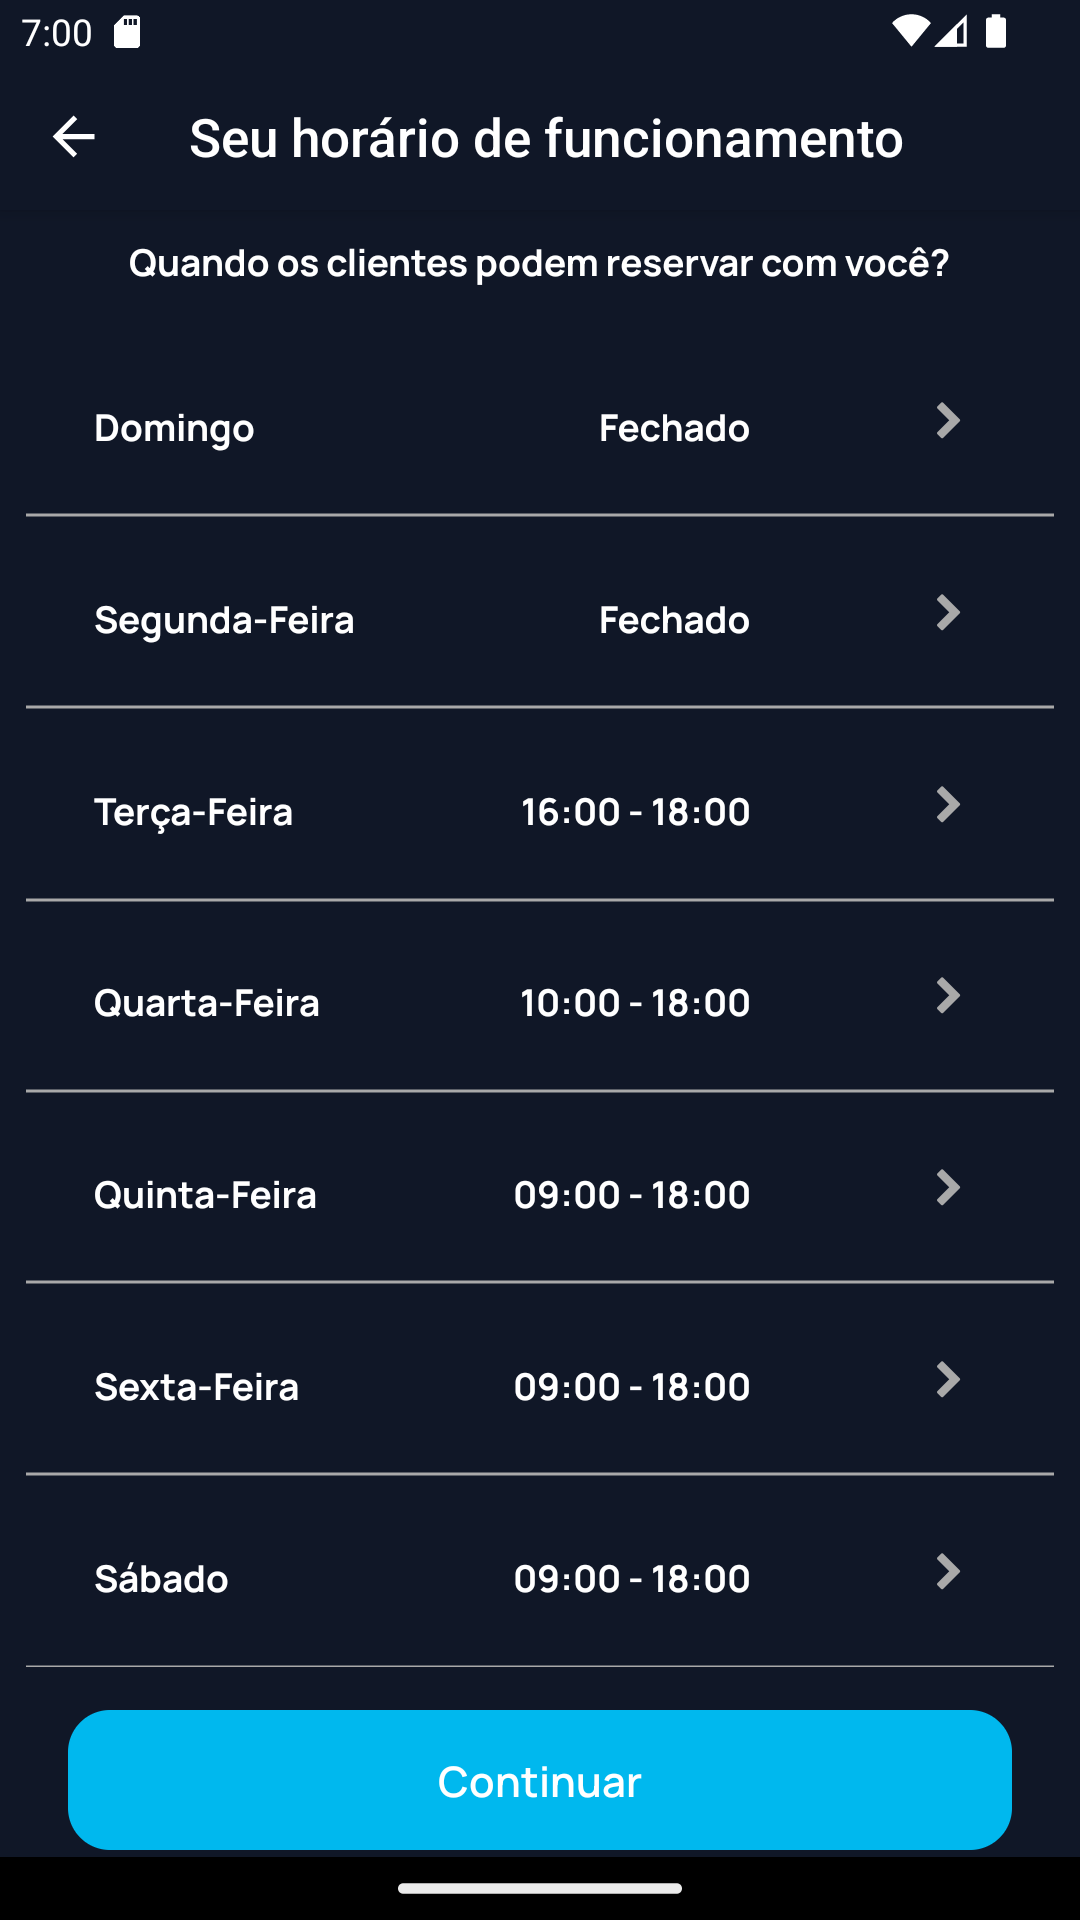 7:00
Seu horário de funcionamento
Quando os clientes podem reservar com você?
Domingo Fechado
Segunda-Feira Fechado
Terça-Feira 16:00 - 18:00
Quarta-Feira 10:00 - 18:00
Quinta-Feira 09:00 - 18:00
Sexta-Feira 09:00 - 18:00
Sábado 09:00 - 18:00
Continuar